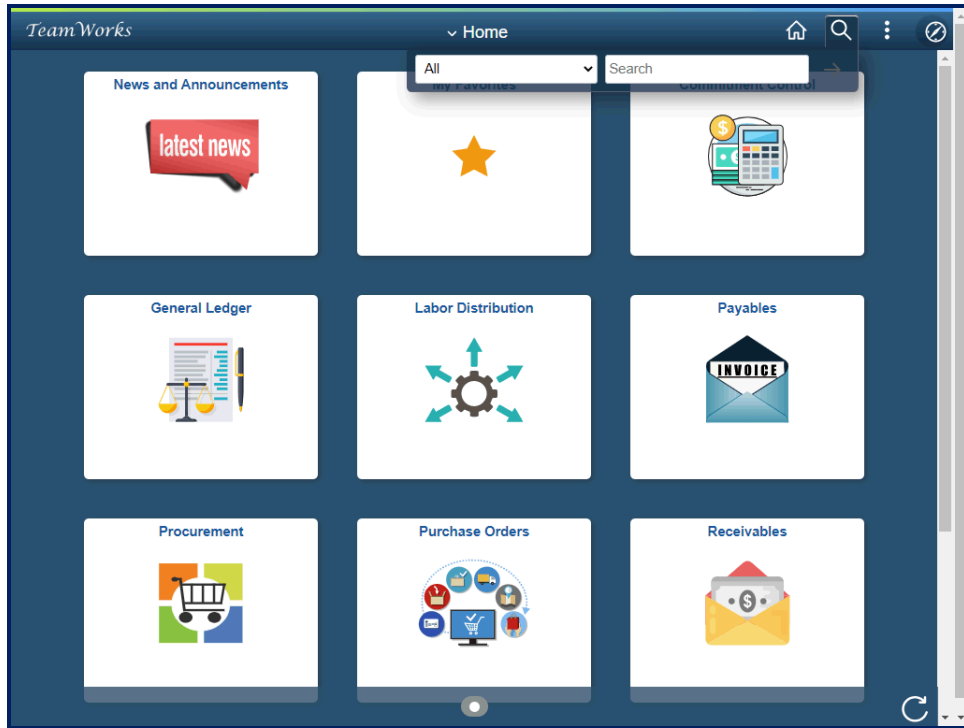 TeamWorks
Home
All
Search
News and Announcements
My Favorites
Commitment Control
latest news
General Ledger
Labor Distribution
Payables
INVOICE
Procurement
Purchase Orders
Receivables